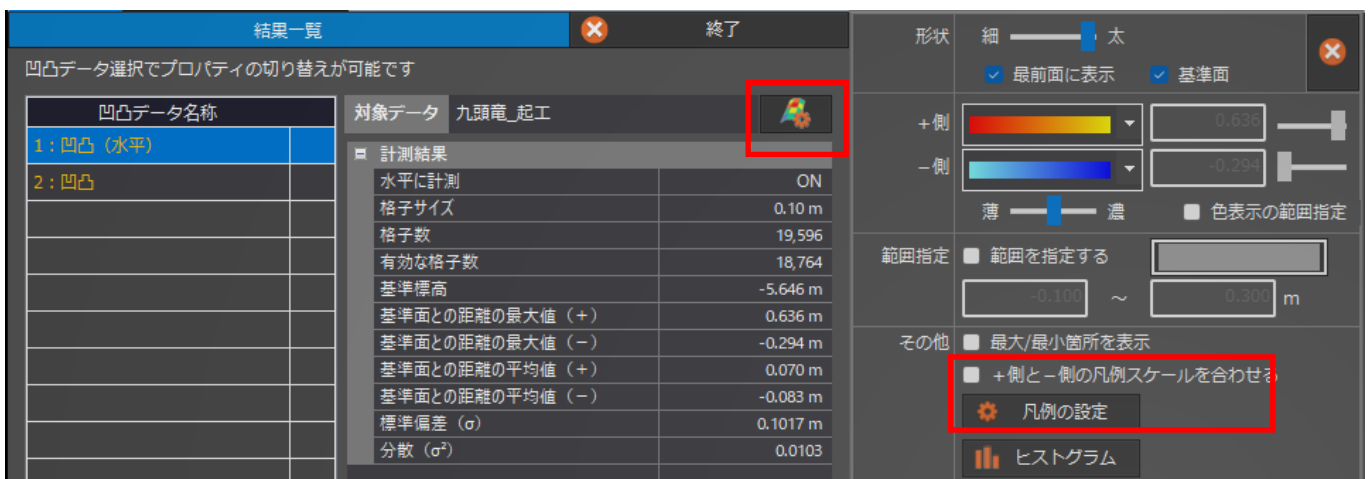 結果一覧
終了
凹凸データ選択でプロパティの切り替えが可能です
凹凸データ名称
1：凹凸（水平）
2：凹凸
対象データ 九頭竜_起工
計測結果
水平に計測 ON
格子サイズ 0.10 m
格子数 19,596
有効な格子数 18,764
基準標高 -5.646 m
基準面との距離の最大値（＋） 0.636 m
基準面との距離の最大値（－） -0.294 m
基準面との距離の平均値（＋） 0.070 m
基準面との距離の平均値（－） -0.083 m
標準偏差（σ） 0.1017 m
分散（σ²） 0.0103
形状 細 太
最前面に表示 基準面
＋側 0.636
－側 -0.294
薄 濃 色表示の範囲指定
範囲指定 範囲を指定する
-0.100 ～ 0.300 m
その他 最大/最小箇所を表示
＋側と－側の凡例スケールを合わせる
凡例の設定
ヒストグラム